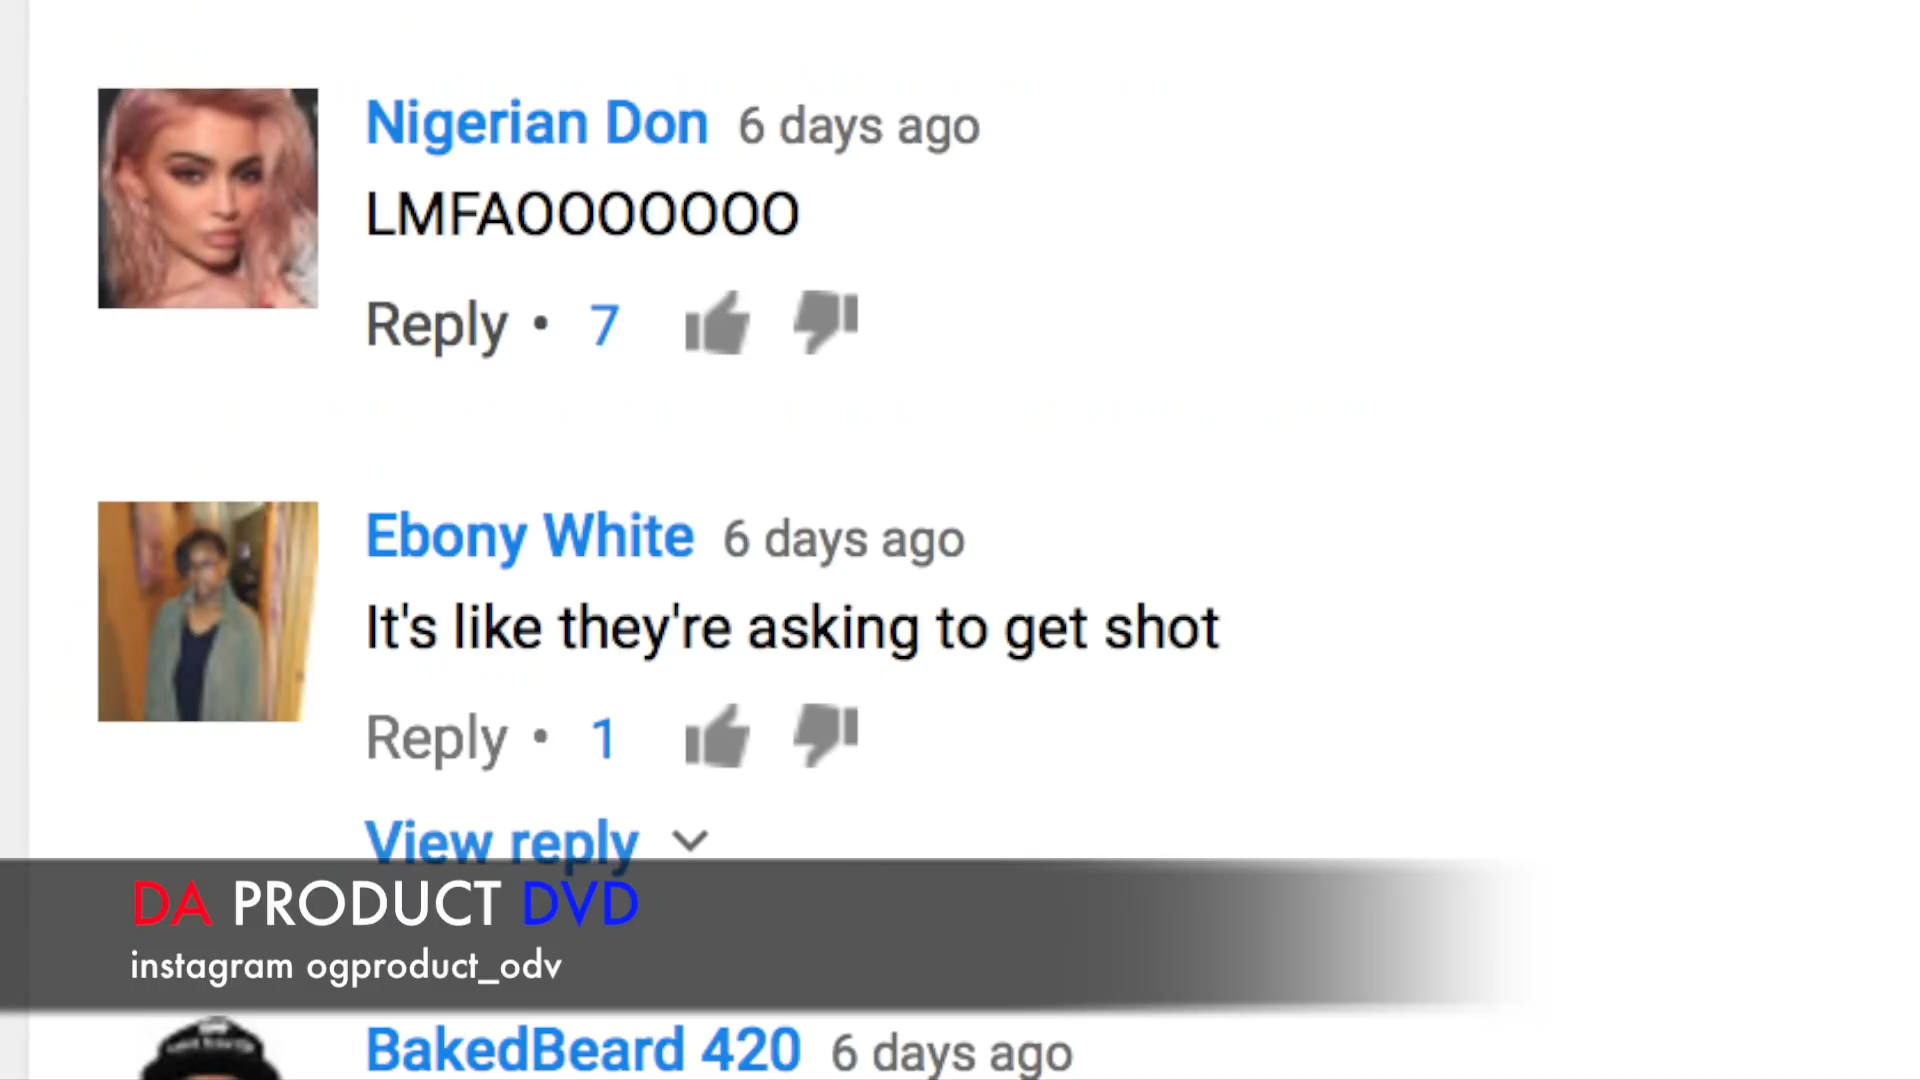 Nigerian Don 6 days ago
LMFAOOOOOOO
Reply • 7
Ebony White 6 days ago
It's like they're asking to get shot
Reply • 1
View reply
DA PRODUCT DVD
instagram ogproduct_odv
BakedBeard 420 6 days ago